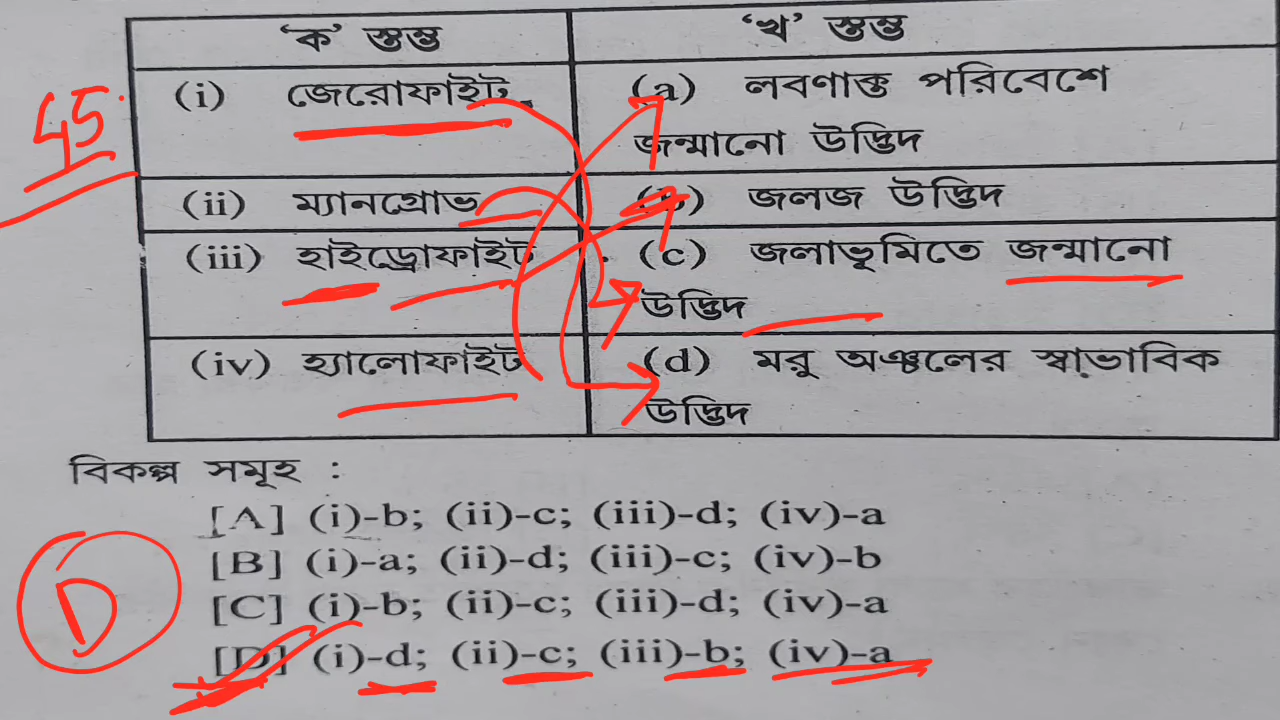 'ক' স্তম্ভ 'খ' স্তম্ভ
45.
(i) জেরোফাইট (a) লবণাক্ত পরিবেশে
জন্মানো উদ্ভিদ
(ii) ম্যানগ্রোভ (b) জলজ উদ্ভিদ
(iii) হাইড্রোফাইট (c) জলাভূমিতে জন্মানো
উদ্ভিদ
(iv) হ্যালোফাইট (d) মরু অঞ্চলের স্বাভাবিক
উদ্ভিদ
বিকল্প সমূহ :
[A] (i)-b; (ii)-c; (iii)-d; (iv)-a
[B] (i)-a; (ii)-d; (iii)-c; (iv)-b
[C] (i)-b; (ii)-c; (iii)-d; (iv)-a
D
[D] (i)-d; (ii)-c; (iii)-b; (iv)-a